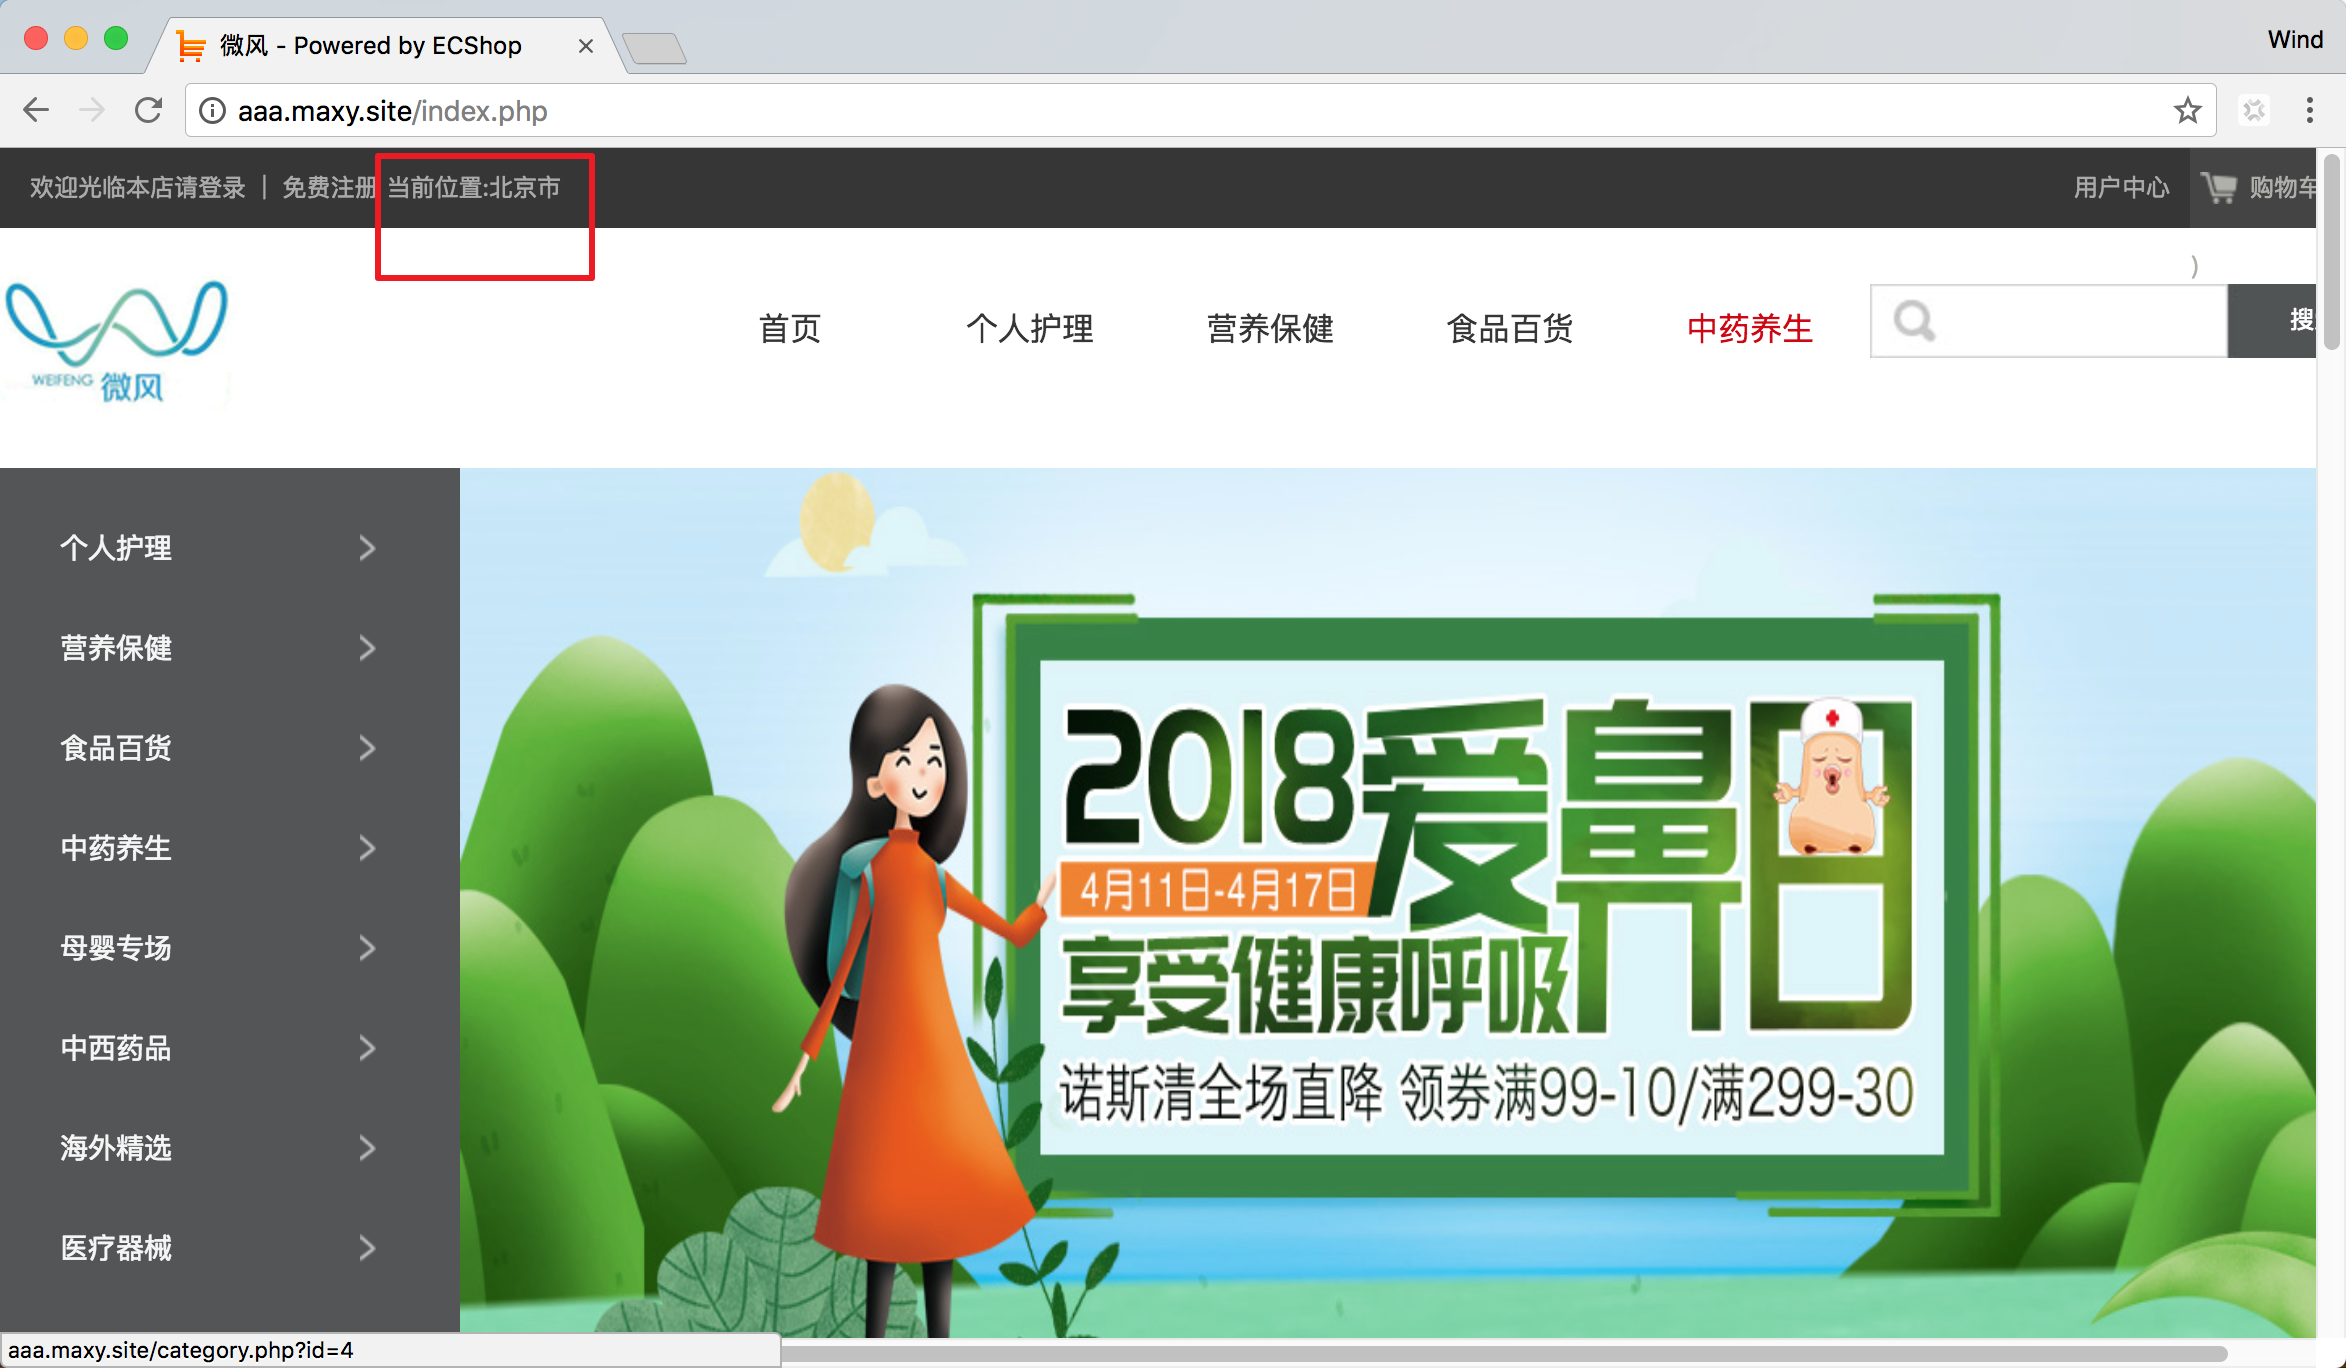 微风 - Powered by ECShop
Wind
aaa.maxy.site/index.php
欢迎光临本店请登录 | 免费注册 当前位置:北京市
用户中心
购物车
)
WEIFENG 微风
首页
个人护理
营养保健
食品百货
中药养生
搜
个人护理
营养保健
食品百货
中药养生
母婴专场
中西药品
海外精选
医疗器械
2018爱鼻日
4月11日-4月17日
享受健康呼吸
诺斯清全场直降 领券满99-10/满299-30
aaa.maxy.site/category.php?id=4